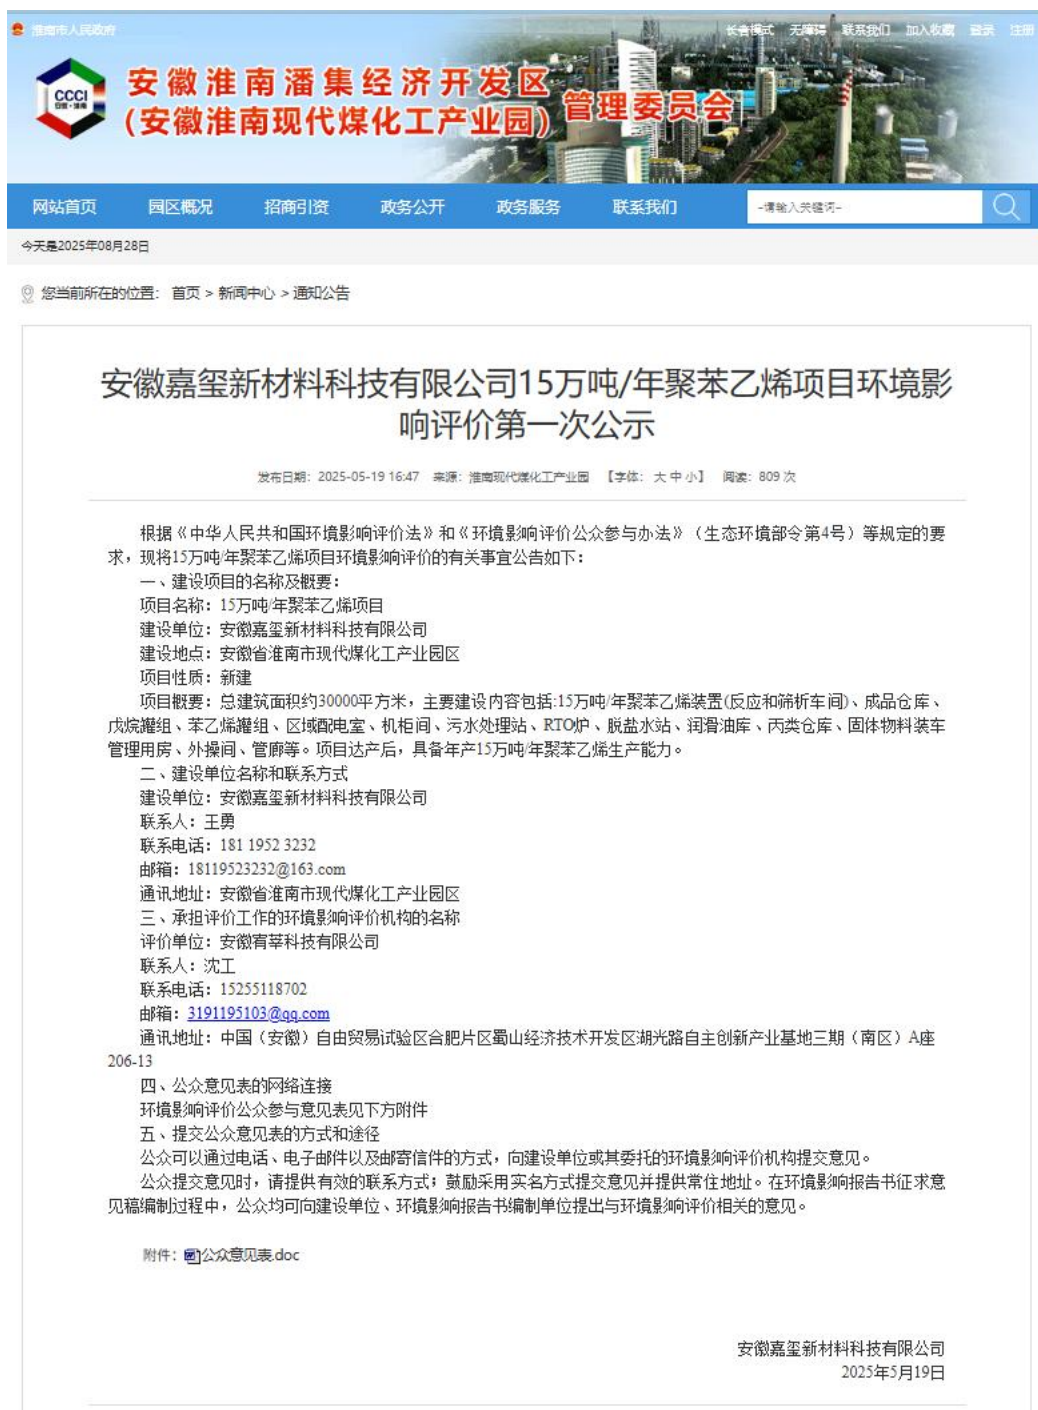 淮南市人民政府
长者模式 无障碍 联系我们 加入收藏 登录 注册
CCCI
安徽淮南潘集经济开发区
(安徽淮南现代煤化工产业园)
管理委员会
网站首页 园区概况 招商引资 政务公开 政务服务 联系我们 -请输入关键词-
今天是2025年08月28日
您当前所在的位置： 首页 > 新闻中心 > 通知公告
安徽嘉玺新材料科技有限公司15万吨/年聚苯乙烯项目环境影
响评价第一次公示
发布日期：2025-05-19 16:47 来源：淮南现代煤化工产业园 【字体：大 中 小】 阅读：809 次
根据《中华人民共和国环境影响评价法》和《环境影响评价公众参与办法》（生态环境部令第4号）等规定的要
求，现将15万吨/年聚苯乙烯项目环境影响评价的有关事宜公告如下：
一、建设项目的名称及概要：
项目名称：15万吨/年聚苯乙烯项目
建设单位：安徽嘉玺新材料科技有限公司
建设地点：安徽省淮南市现代煤化工产业园区
项目性质：新建
项目概要：总建筑面积约30000平方米，主要建设内容包括:15万吨/年聚苯乙烯装置(反应和筛析车间)、成品仓库、
戊烷罐组、苯乙烯罐组、区域配电室、机柜间、污水处理站、RTO炉、脱盐水站、润滑油库、丙类仓库、固体物料装车
管理用房、外操间、管廊等。项目达产后，具备年产15万吨/年聚苯乙烯生产能力。
二、建设单位名称和联系方式
建设单位：安徽嘉玺新材料科技有限公司
联系人：王勇
联系电话：181 1952 3232
邮箱：18119523232@163.com
通讯地址：安徽省淮南市现代煤化工产业园区
三、承担评价工作的环境影响评价机构的名称
评价单位：安徽宥莘科技有限公司
联系人：沈工
联系电话：15255118702
邮箱：3191195103@qq.com
通讯地址：中国（安徽）自由贸易试验区合肥片区蜀山经济技术开发区湖光路自主创新产业基地三期（南区）A座
206-13
四、公众意见表的网络连接
环境影响评价公众参与意见表见下方附件
五、提交公众意见表的方式和途径
公众可以通过电话、电子邮件以及邮寄信件的方式，向建设单位或其委托的环境影响评价机构提交意见。
公众提交意见时，请提供有效的联系方式；鼓励采用实名方式提交意见并提供常住地址。在环境影响报告书征求意
见稿编制过程中，公众均可向建设单位、环境影响报告书编制单位提出与环境影响评价相关的意见。
附件：公众意见表.doc
安徽嘉玺新材料科技有限公司
2025年5月19日